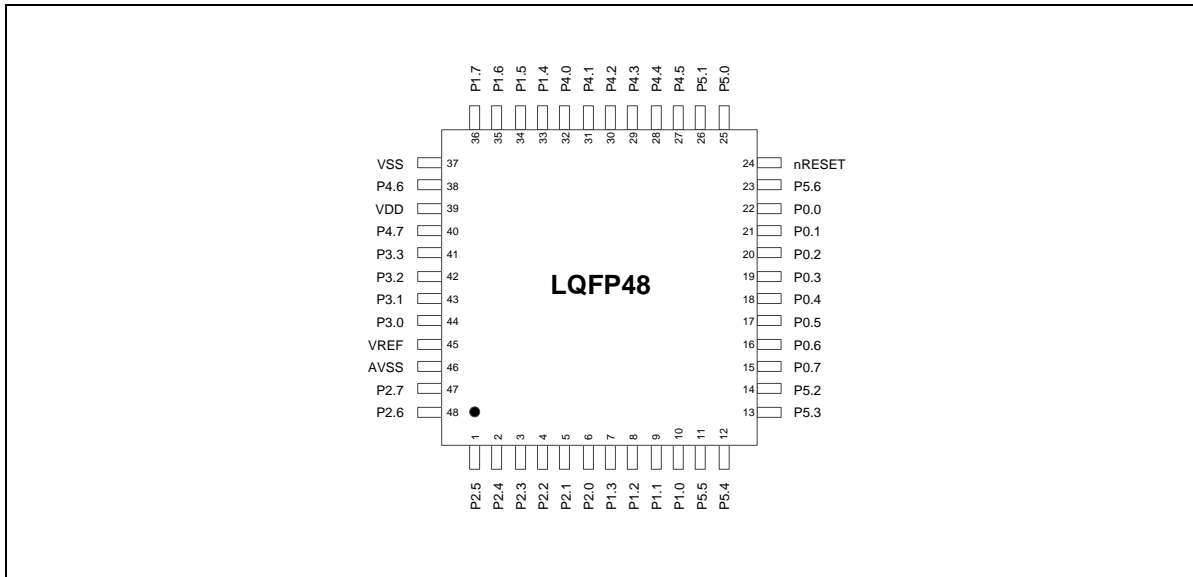 P1.7 P1.6 P1.5 P1.4 P4.0 P4.1 P4.2 P4.3 P4.4 P4.5 P5.1 P5.0
36 35 34 33 32 31 30 29 28 27 26 25
VSS 37 24 nRESET
P4.6 38 23 P5.6
VDD 39 22 P0.0
P4.7 40 21 P0.1
P3.3 41 20 P0.2
P3.2 42 19 P0.3
LQFP48
P3.1 43 18 P0.4
P3.0 44 17 P0.5
VREF 45 16 P0.6
AVSS 46 15 P0.7
P2.7 47 14 P5.2
P2.6 48 13 P5.3
1 2 3 4 5 6 7 8 9 10 11 12
P2.5 P2.4 P2.3 P2.2 P2.1 P2.0 P1.3 P1.2 P1.1 P1.0 P5.5 P5.4